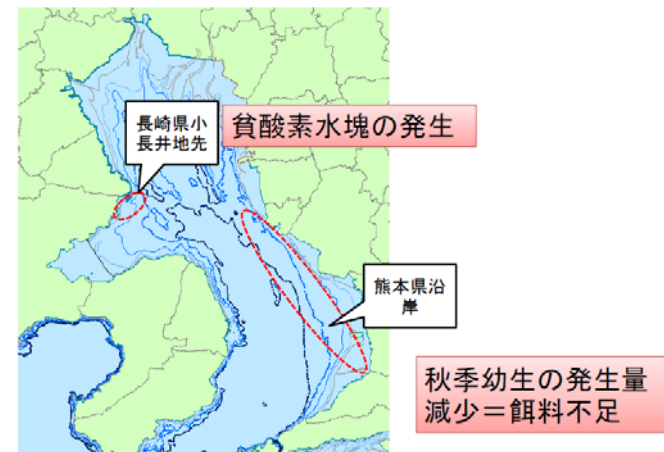 長崎県小
長井地先
貧酸素水塊の発生
熊本県沿
岸
秋季幼生の発生量
減少＝餌料不足